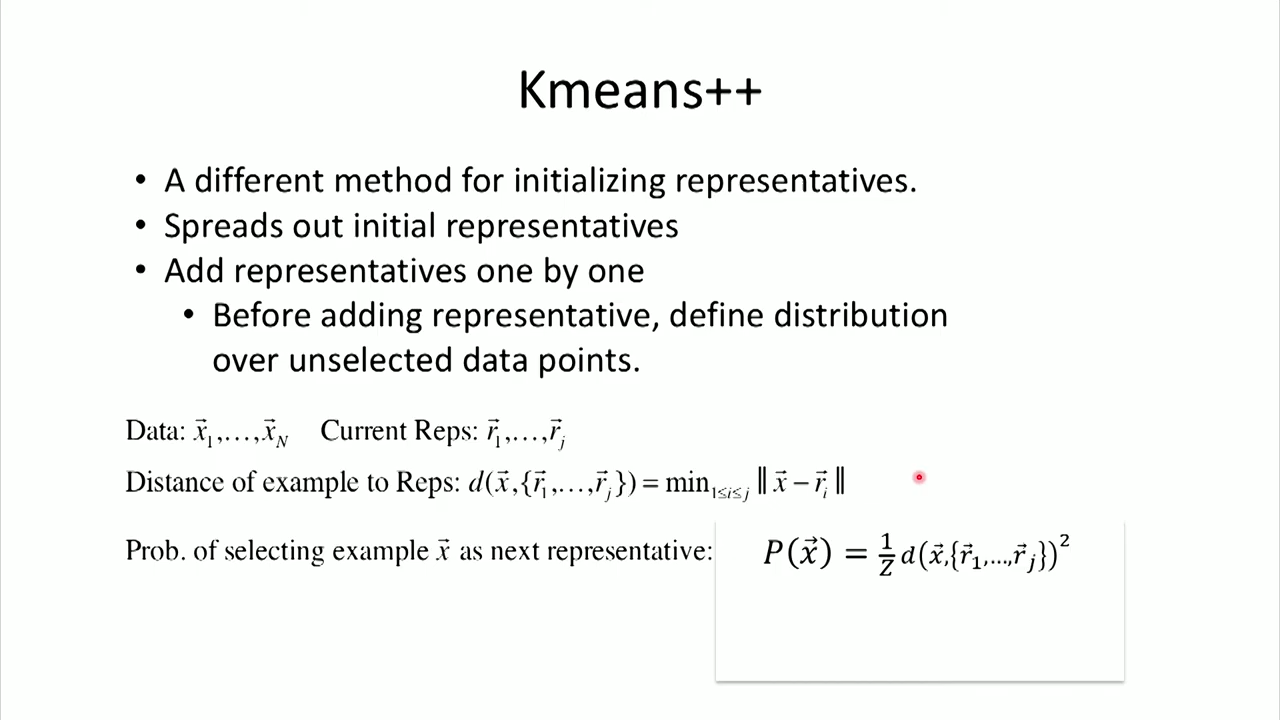 Kmeans++
• A different method for initializing representatives.
• Spreads out initial representatives
• Add representatives one by one
• Before adding representative, define distribution
over unselected data points.
Data: x⃗₁,…,x⃗_N Current Reps: r⃗₁,…,r⃗_j
Distance of example to Reps: d(x⃗,{r⃗₁,…,r⃗_j}) = min_{1≤i≤j} ‖x⃗ − r⃗_i‖
Prob. of selecting example x⃗ as next representative: P(x⃗) = 1/Z d(x⃗,{r⃗₁,…,r⃗_j})²